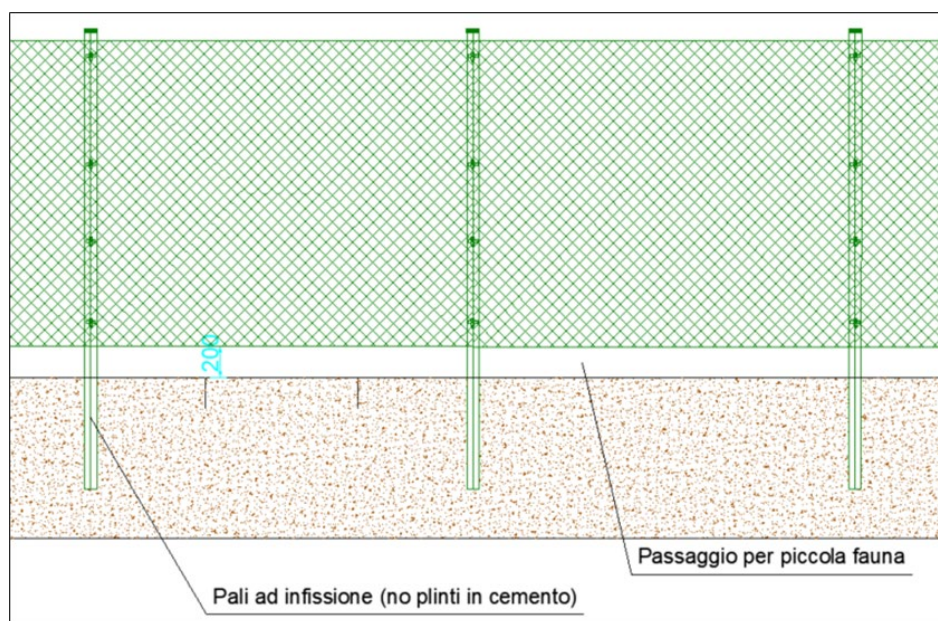 200
Passaggio per piccola fauna
Pali ad infissione (no plinti in cemento)